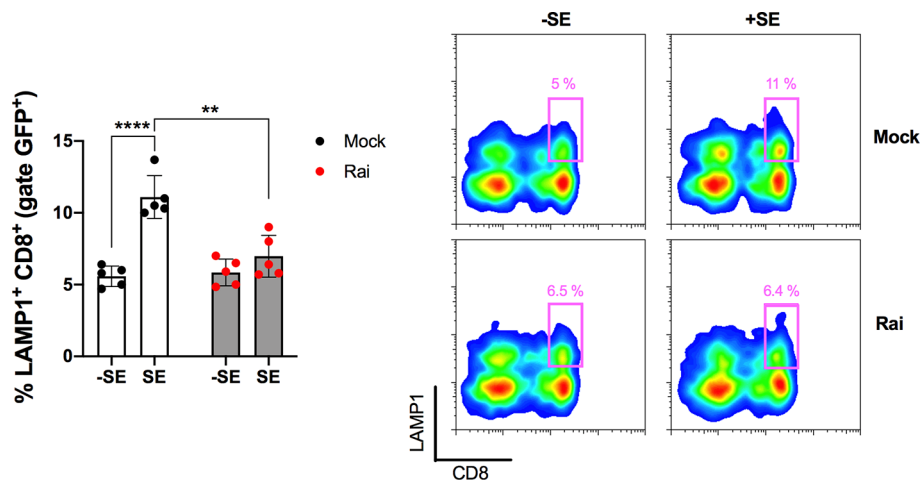 % LAMP1⁺ CD8⁺ (gate GFP⁺)
15
10
5
0
****
**
Mock
Rai
-SE
SE
-SE
SE
-SE
+SE
5 %
11 %
Mock
6.5 %
6.4 %
Rai
LAMP1
CD8